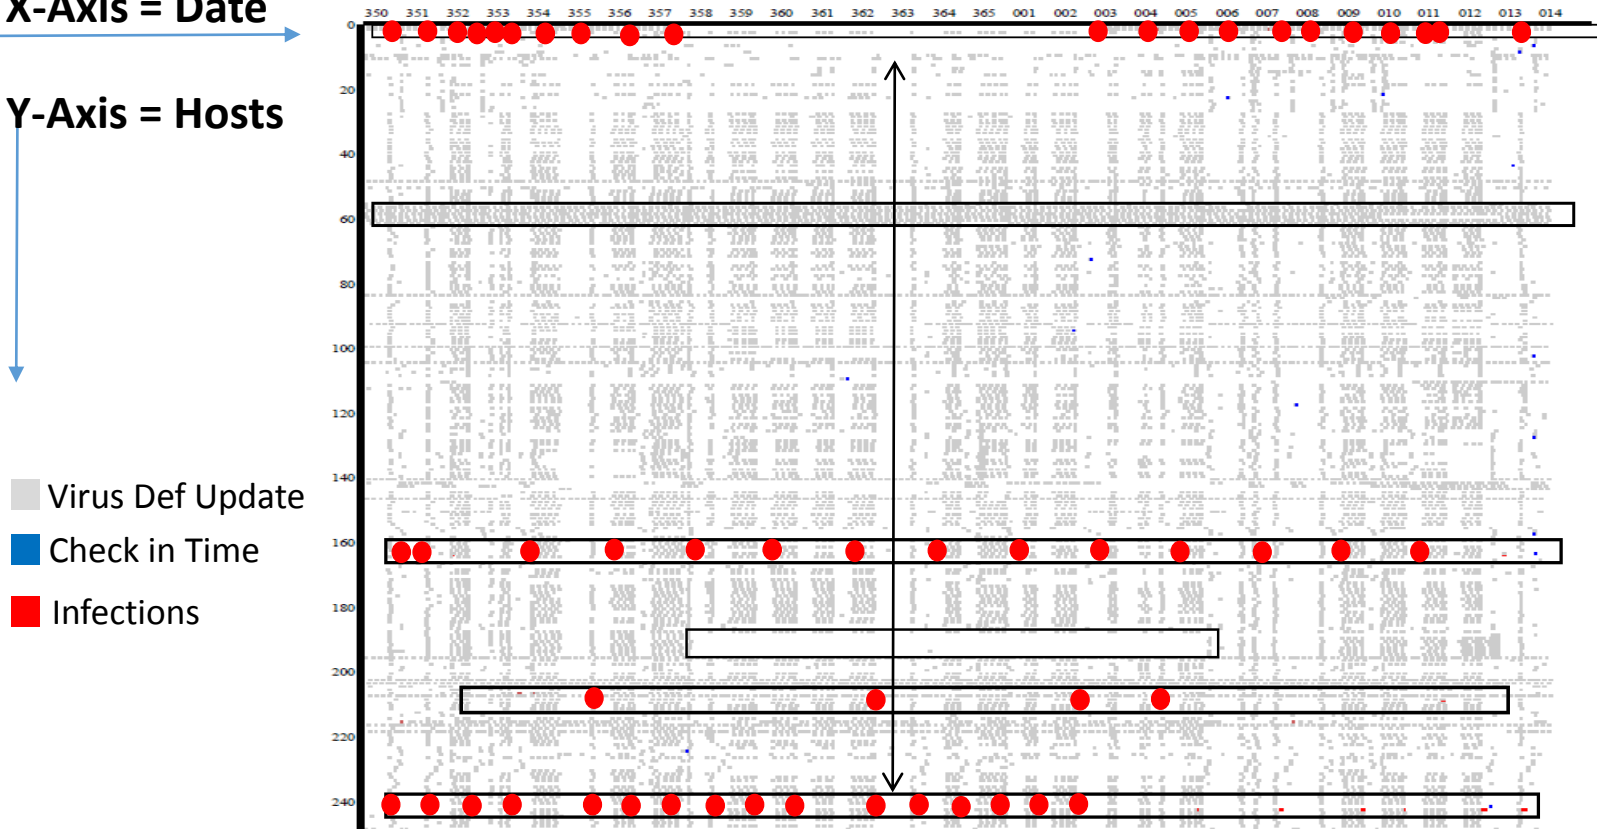 X-Axis = Date
350 351 352 353 354 355 356 357 358 359 360 361 362 363 364 365 001 002 003 004 005 006 007 008 009 010 011 012 013 014
0
20
Y-Axis = Hosts
40
60
80
100
120
140
160
180
200
220
240
Virus Def Update
Check in Time
Infections